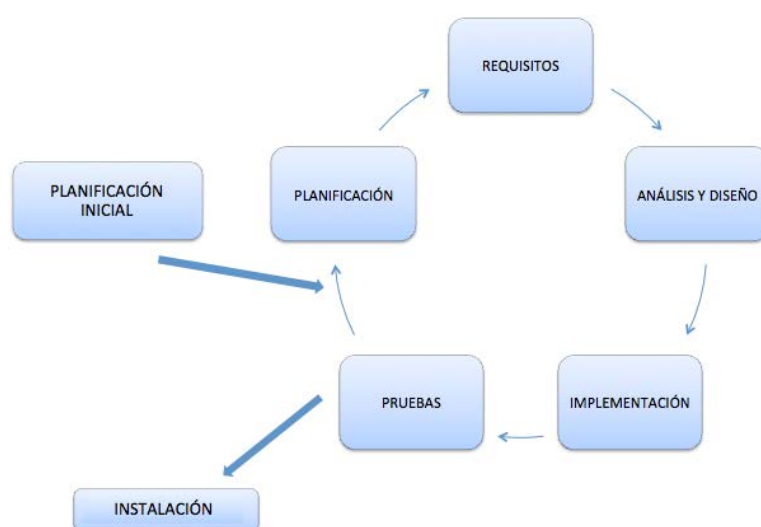 REQUISITOS
PLANIFICACIÓN
INICIAL
PLANIFICACIÓN
ANÁLISIS Y DISEÑO
PRUEBAS
IMPLEMENTACIÓN
INSTALACIÓN